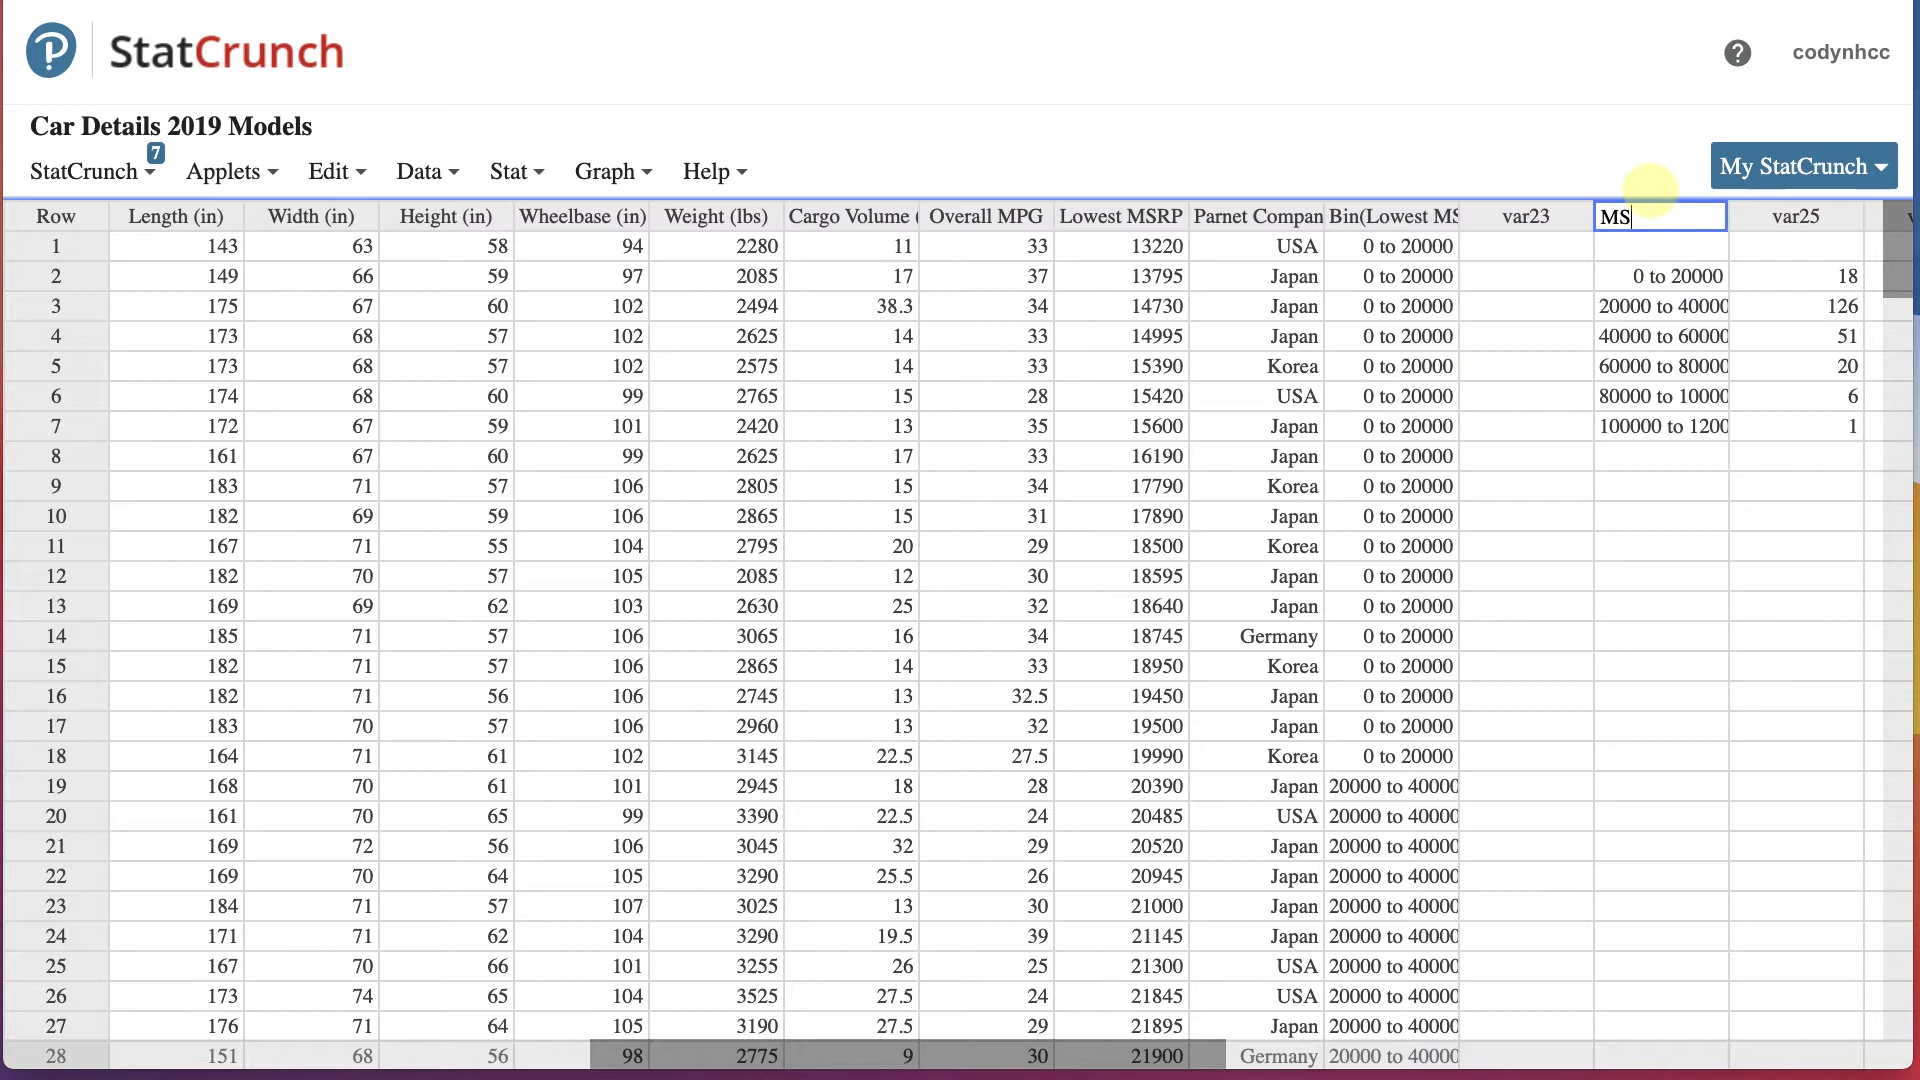 StatCrunch
codynhcc
Car Details 2019 Models
StatCrunch 7 Applets Edit Data Stat Graph Help
My StatCrunch
Row Length (in) Width (in) Height (in) Wheelbase (in) Weight (lbs) Cargo Volume ( Overall MPG Lowest MSRP Parnet Compan Bin(Lowest MS var23 MS var25
1 143 63 58 94 2280 11 33 13220 USA 0 to 20000
2 149 66 59 97 2085 17 37 13795 Japan 0 to 20000 0 to 20000 18
3 175 67 60 102 2494 38.3 34 14730 Japan 0 to 20000 20000 to 40000 126
4 173 68 57 102 2625 14 33 14995 Japan 0 to 20000 40000 to 60000 51
5 173 68 57 102 2575 14 33 15390 Korea 0 to 20000 60000 to 80000 20
6 174 68 60 99 2765 15 28 15420 USA 0 to 20000 80000 to 10000 6
7 172 67 59 101 2420 13 35 15600 Japan 0 to 20000 100000 to 1200 1
8 161 67 60 99 2625 17 33 16190 Japan 0 to 20000
9 183 71 57 106 2805 15 34 17790 Korea 0 to 20000
10 182 69 59 106 2865 15 31 17890 Japan 0 to 20000
11 167 71 55 104 2795 20 29 18500 Korea 0 to 20000
12 182 70 57 105 2085 12 30 18595 Japan 0 to 20000
13 169 69 62 103 2630 25 32 18640 Japan 0 to 20000
14 185 71 57 106 3065 16 34 18745 Germany 0 to 20000
15 182 71 57 106 2865 14 33 18950 Korea 0 to 20000
16 182 71 56 106 2745 13 32.5 19450 Japan 0 to 20000
17 183 70 57 106 2960 13 32 19500 Japan 0 to 20000
18 164 71 61 102 3145 22.5 27.5 19990 Korea 0 to 20000
19 168 70 61 101 2945 18 28 20390 Japan 20000 to 40000
20 161 70 65 99 3390 22.5 24 20485 USA 20000 to 40000
21 169 72 56 106 3045 32 29 20520 Japan 20000 to 40000
22 169 70 64 105 3290 25.5 26 20945 Japan 20000 to 40000
23 184 71 57 107 3025 13 30 21000 Japan 20000 to 40000
24 171 71 62 104 3290 19.5 39 21145 Japan 20000 to 40000
25 167 70 66 101 3255 26 25 21300 USA 20000 to 40000
26 173 74 65 104 3525 27.5 24 21845 USA 20000 to 40000
27 176 71 64 105 3190 27.5 29 21895 Japan 20000 to 40000
28 151 68 56 98 2775 9 30 21900 Germany 20000 to 40000